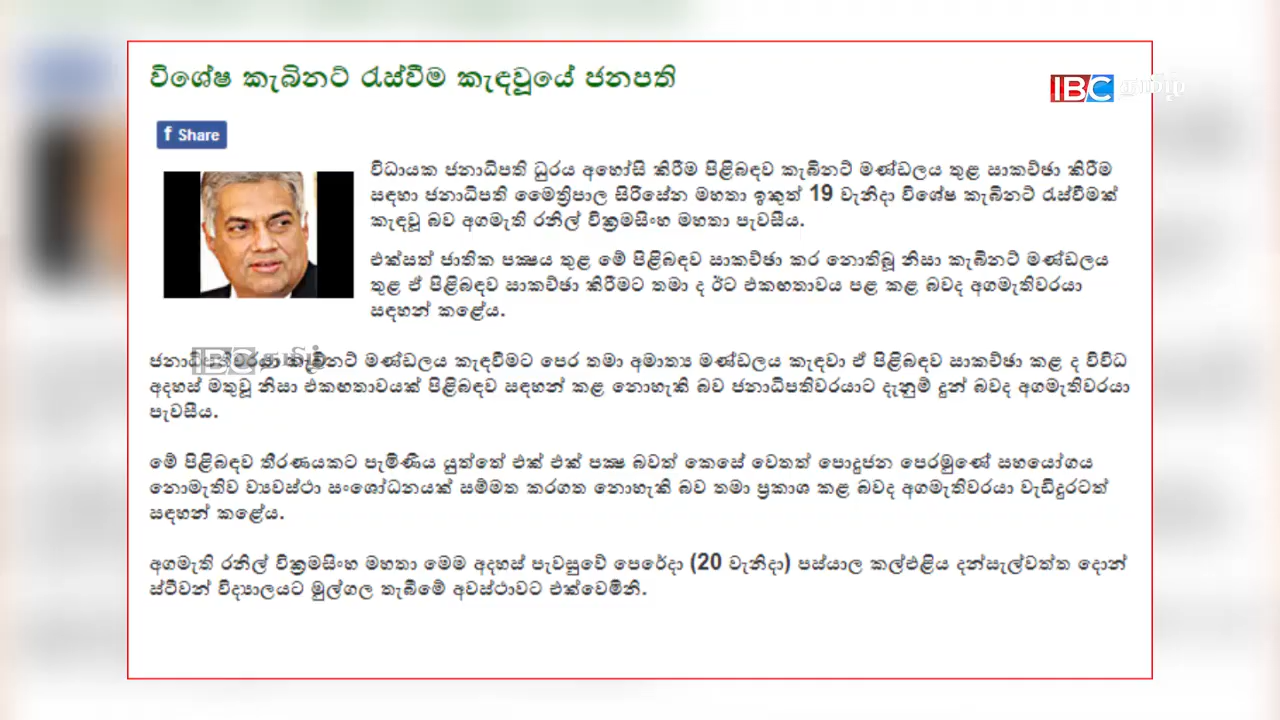 විශේෂ කැබිනට් රැස්වීම කැඳවූයේ ජනපති
IBC தமிழ்
f Share
විධායක ජනාධිපති ධුරය අහෝසි කිරීම පිළිබඳව කැබිනට් මණ්ඩලය තුළ සාකච්ඡා කිරීම
සඳහා ජනාධිපති මෛත්‍රිපාල සිරිසේන මහතා ඉකුත් 19 වැනිදා විශේෂ කැබිනට් රැස්වීමක්
කැඳවූ බව අගමැති රනිල් වික්‍රමසිංහ මහතා පැවසීය.
එක්සත් ජාතික පක්‍ෂය තුළ මේ පිළිබඳව සාකච්ඡා කර නොතිබූ නිසා කැබිනට් මණ්ඩලය
තුළ ඒ පිළිබඳව සාකච්ඡා කිරීමට තමා ද ඊට එකඟතාවය පළ කළ බවද අගමැතිවරයා
සඳහන් කළේය.
ජනාධිපතිවරයා කැබිනට් මණ්ඩලය කැඳවීමට පෙර තමා අමාත්‍ය මණ්ඩලය කැඳවා ඒ පිළිබඳව සාකච්ඡා කළ ද විවිධ
IBC தமிழ்
අදහස් මතුවූ නිසා එකඟතාවයක් පිළිබඳව සඳහන් කළ නොහැකි බව ජනාධිපතිවරයාට දැනුම් දුන් බවද අගමැතිවරයා
පැවසීය.
මේ පිළිබඳව තීරණයකට පැමිණිය යුත්තේ එක් එක් පක්‍ෂ බවත් කෙසේ වෙතත් පොදුජන පෙරමුණේ සහයෝගය
නොමැතිව ව්‍යවස්ථා සංශෝධනයක් සම්මත කරගත නොහැකි බව තමා ප්‍රකාශ කළ බවද අගමැතිවරයා වැඩිදුරටත්
සඳහන් කළේය.
අගමැති රනිල් වික්‍රමසිංහ මහතා මෙම අදහස් පැවසුවේ පෙරේදා (20 වැනිදා) පස්යාල කල්එළිය දන්සැල්වත්ත දොන්
ස්ටීවන් විද්‍යාලයට මුල්ගල තැබීමේ අවස්ථාවට එක්වෙමිනි.